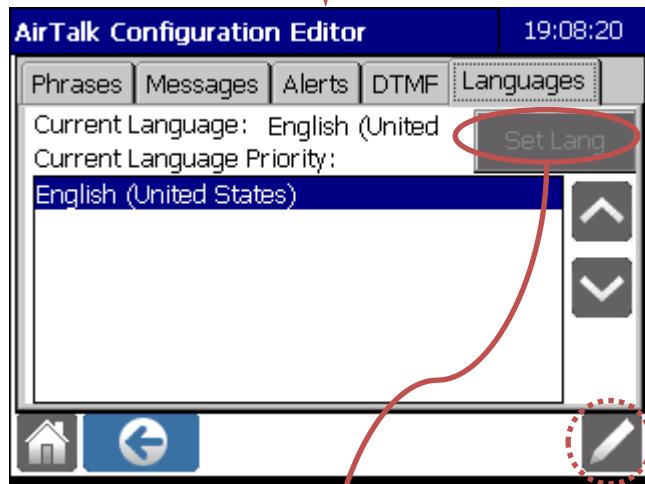 AirTalk Configuration Editor 19:08:20
Phrases Messages Alerts DTMF Languages
Current Language: English (United
Set Lang
Current Language Priority:
English (United States)